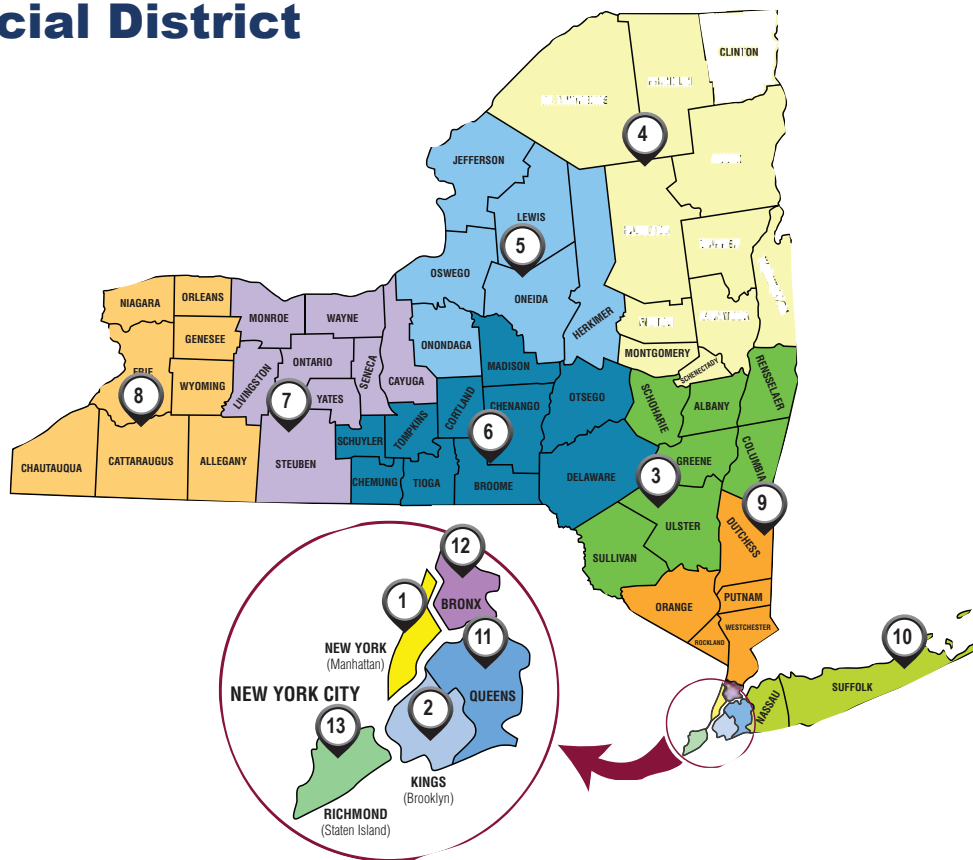 cial District
CLINTON
4
JEFFERSON
LEWIS
5
OSWEGO
ONEIDA
HERKIMER
NIAGARA
ORLEANS
MONROE
WAYNE
GENESEE
ONTARIO
SENECA
CAYUGA
ONONDAGA
MADISON
MONTGOMERY
SCHENECTADY
RENSSELAER
ERIE
8
WYOMING
LIVINGSTON
7
YATES
CORTLAND
CHENANGO
OTSEGO
SCHOHARIE
ALBANY
TOMPKINS
SCHUYLER
6
CHAUTAUQUA
CATTARAUGUS
ALLEGANY
STEUBEN
CHEMUNG
TIOGA
BROOME
DELAWARE
3
GREENE
COLUMBIA
9
ULSTER
DUTCHESS
SULLIVAN
ORANGE
PUTNAM
ROCKLAND
WESTCHESTER
10
SUFFOLK
NASSAU
12
BRONX
1
NEW YORK
(Manhattan)
11
QUEENS
NEW YORK CITY
2
13
KINGS
(Brooklyn)
RICHMOND
(Staten Island)